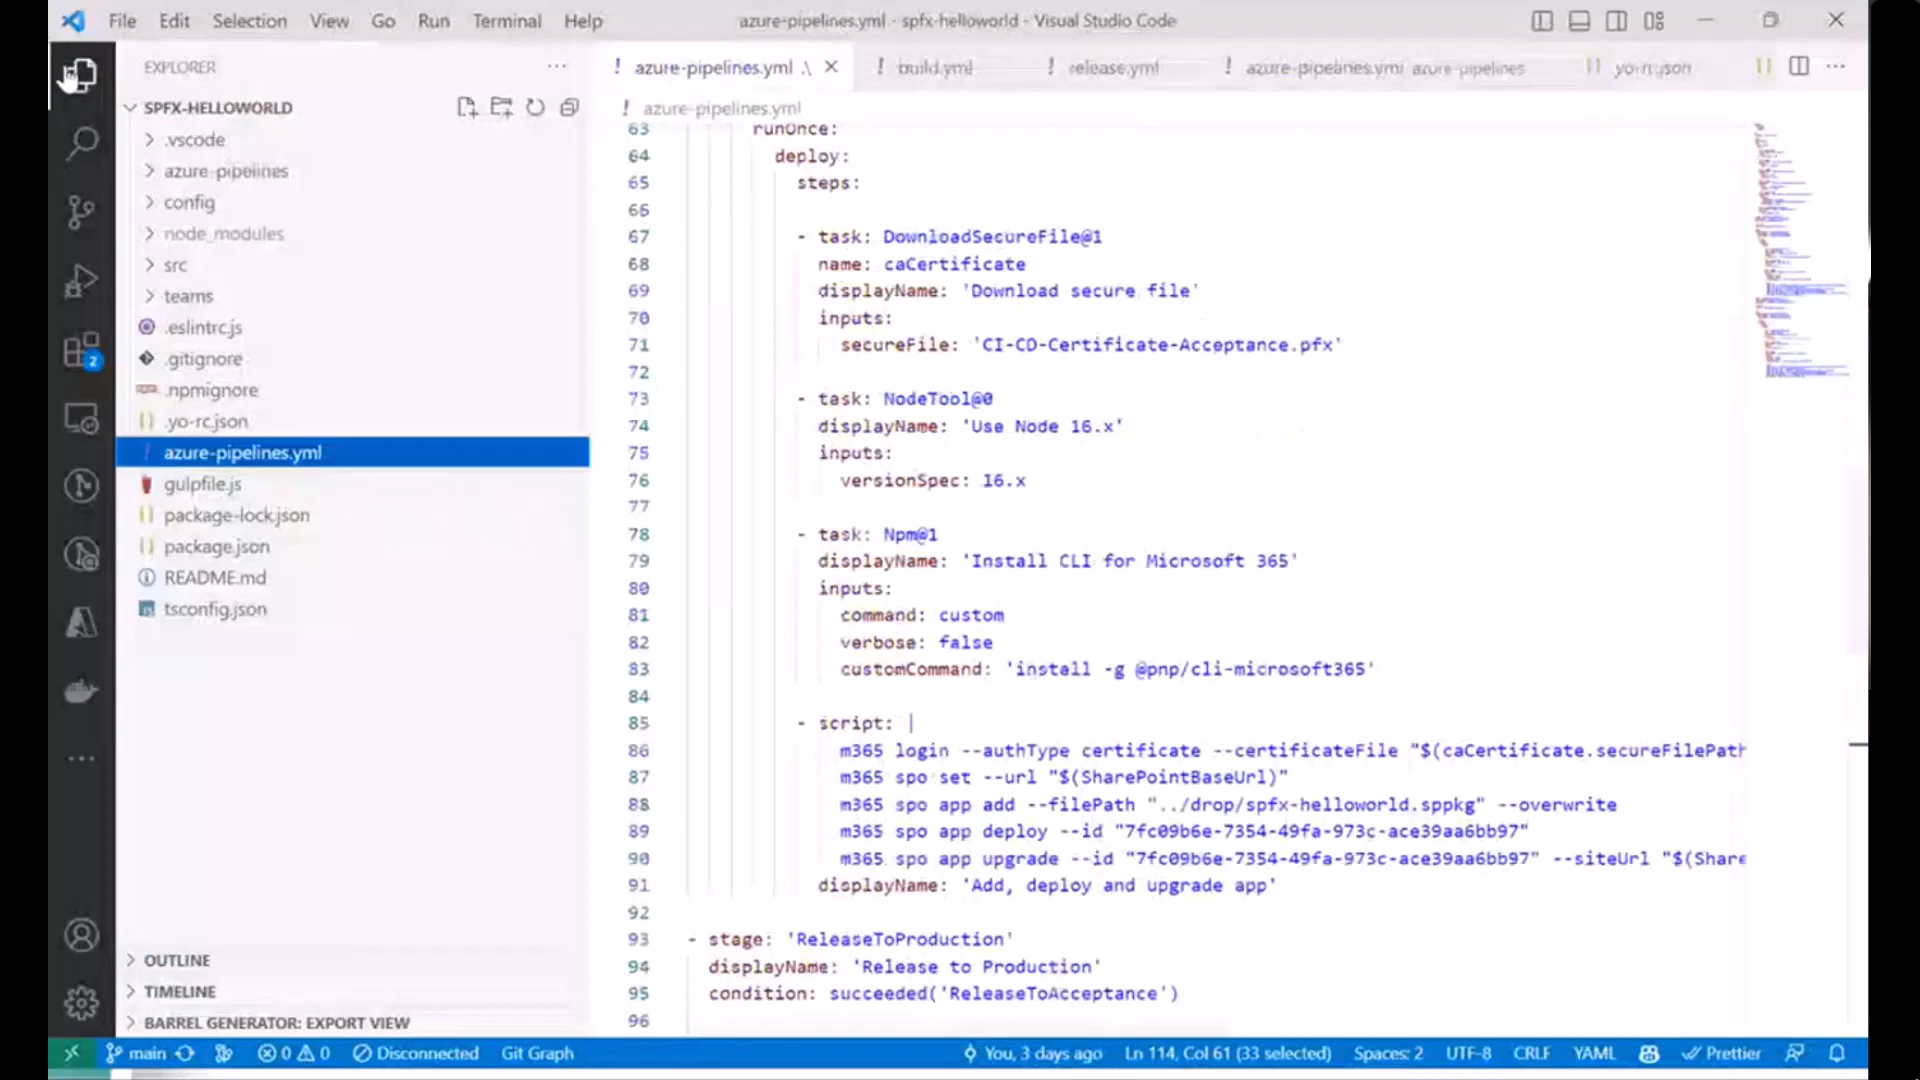 File Edit Selection View Go Run Terminal Help azure-pipelines.yml - spfx-helloworld - Visual Studio Code
EXPLORER
SPFX-HELLOWORLD
.vscode
azure-pipelines
config
node_modules
src
teams
.eslintrc.js
.gitignore
.npmignore
.yo-rc.json
azure-pipelines.yml
gulpfile.js
package-lock.json
package.json
README.md
tsconfig.json
OUTLINE
TIMELINE
BARREL GENERATOR: EXPORT VIEW
2
! azure-pipelines.yml .\ ! build.yml ! release.yml ! azure-pipelines.yml azure-pipelines .yo-rc.json
! azure-pipelines.yml
63 runOnce:
64 deploy:
65 steps:
66
67 - task: DownloadSecureFile@1
68 name: caCertificate
69 displayName: 'Download secure file'
70 inputs:
71 secureFile: 'CI-CD-Certificate-Acceptance.pfx'
72
73 - task: NodeTool@0
74 displayName: 'Use Node 16.x'
75 inputs:
76 versionSpec: 16.x
77
78 - task: Npm@1
79 displayName: 'Install CLI for Microsoft 365'
80 inputs:
81 command: custom
82 verbose: false
83 customCommand: 'install -g @pnp/cli-microsoft365'
84
85 - script: |
86 m365 login --authType certificate --certificateFile "$(caCertificate.secureFilePath
87 m365 spo set --url "$(SharePointBaseUrl)"
88 m365 spo app add --filePath "../drop/spfx-helloworld.sppkg" --overwrite
89 m365 spo app deploy --id "7fc09b6e-7354-49fa-973c-ace39aa6bb97"
90 m365 spo app upgrade --id "7fc09b6e-7354-49fa-973c-ace39aa6bb97" --siteUrl "$(Share
91 displayName: 'Add, deploy and upgrade app'
92
93 - stage: 'ReleaseToProduction'
94 displayName: 'Release to Production'
95 condition: succeeded('ReleaseToAcceptance')
96
main 0 0 Disconnected Git Graph You, 3 days ago Ln 114, Col 61 (33 selected) Spaces: 2 UTF-8 CRLF YAML Prettier